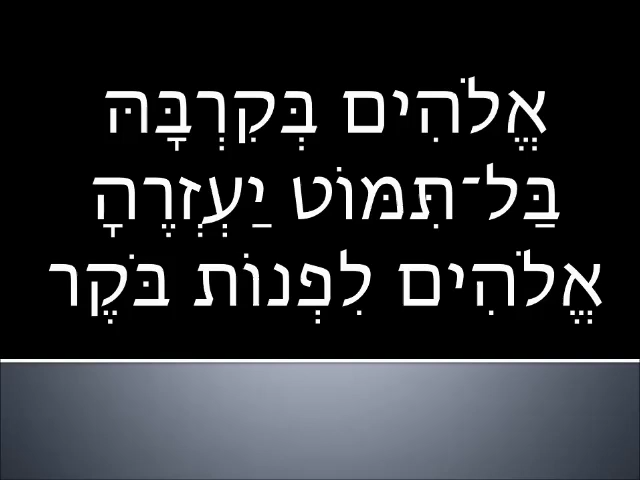 אֱלֹהִים בְּקִרְבָּהּ
בַּל־תִּמּוֹט יַעְזְרֶהָ
אֱלֹהִים לִפְנוֹת בֹּקֶר